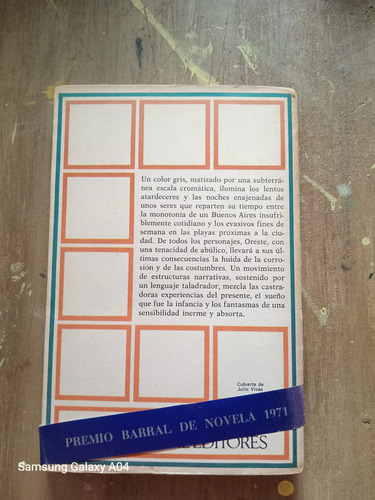 Un color gris, matizado por una subterrá-
nea escala cromática, ilumina los lentos
atardeceres y las noches enajenadas de
unos seres que reparten su tiempo entre
la monotonía de un Buenos Aires insufri-
blemente cotidiano y los evasivos fines de
semana en las playas próximas a la ciu-
dad. De todos los personajes, Oreste, con
una tenacidad de abúlico, llevará a sus úl-
timas consecuencias la huida de la corro-
sión y de las costumbres. Un movimiento
de estructuras narrativas, sostenido por
un lenguaje taladrador, mezcla las castra-
doras experiencias del presente, el sueño
que fue la infancia y los fantasmas de una
sensibilidad inerme y absorta.
Cubierta de
Julio Vivas
PREMIO BARRAL DE NOVELA 1971
EDITORES
Samsung Galaxy A04